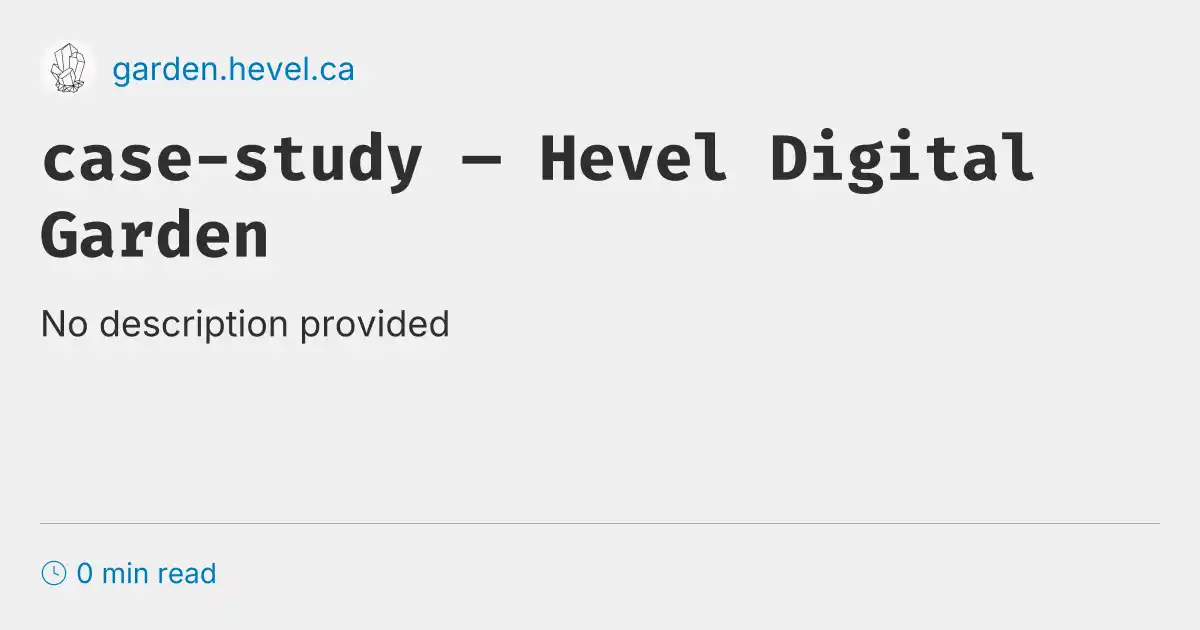 garden.hevel.ca
case-study — Hevel Digital
Garden
No description provided
0 min read